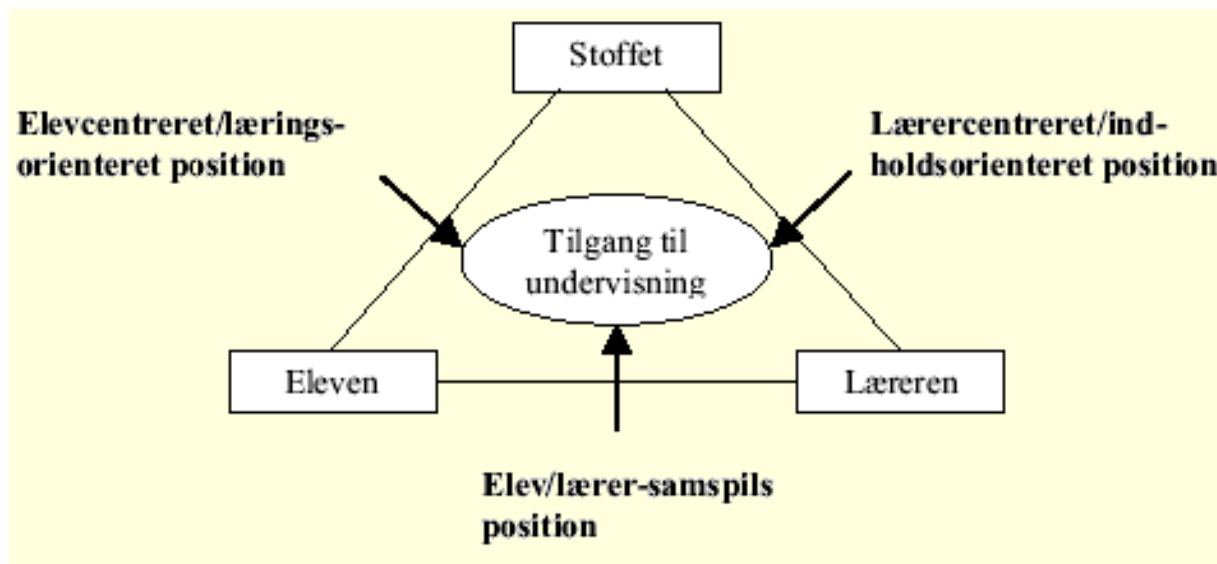 Stoffet
Elevcentreret/lærings-
orienteret position
Lærercentreret/ind-
holdsorienteret position
Tilgang til
undervisning
Eleven
Læreren
Elev/lærer-samspils
position